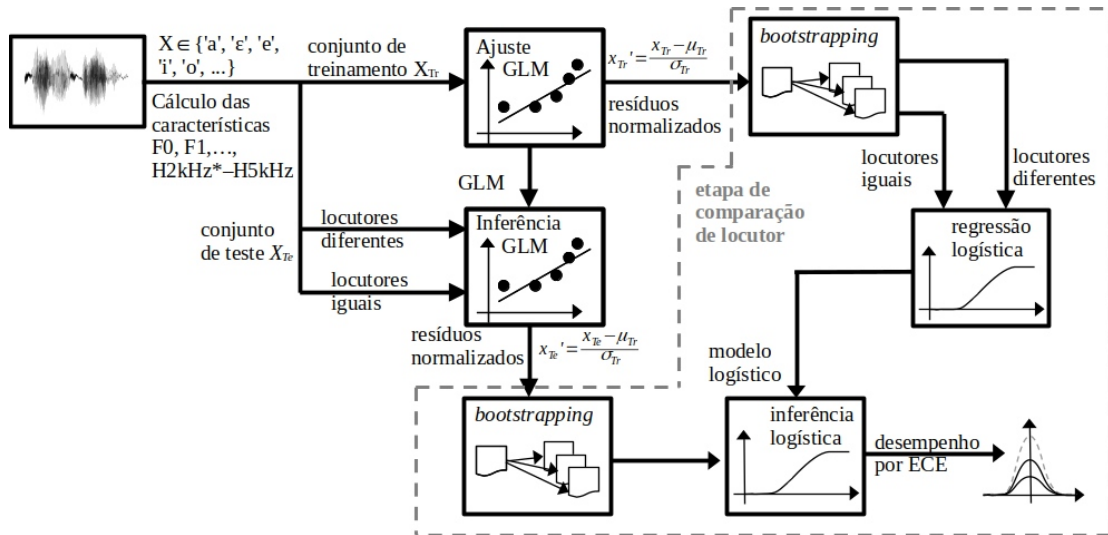 X ∈ {'a', 'ε', 'e',
'i', 'o', ...}
Cálculo das
características
F0, F1,...,
H2kHz*–H5kHz
conjunto de
treinamento X_Tr
Ajuste
GLM
x_Tr' = (x_Tr − μ_Tr) / σ_Tr
resíduos
normalizados
bootstrapping
locutores
iguais
locutores
diferentes
GLM
etapa de
comparação
de locutor
conjunto
de teste X_Te
locutores
diferentes
locutores
iguais
Inferência
GLM
regressão
logística
resíduos
normalizados
x_Te' = (x_Te − μ_Tr) / σ_Tr
modelo
logístico
bootstrapping
inferência
logística
desempenho
por ECE